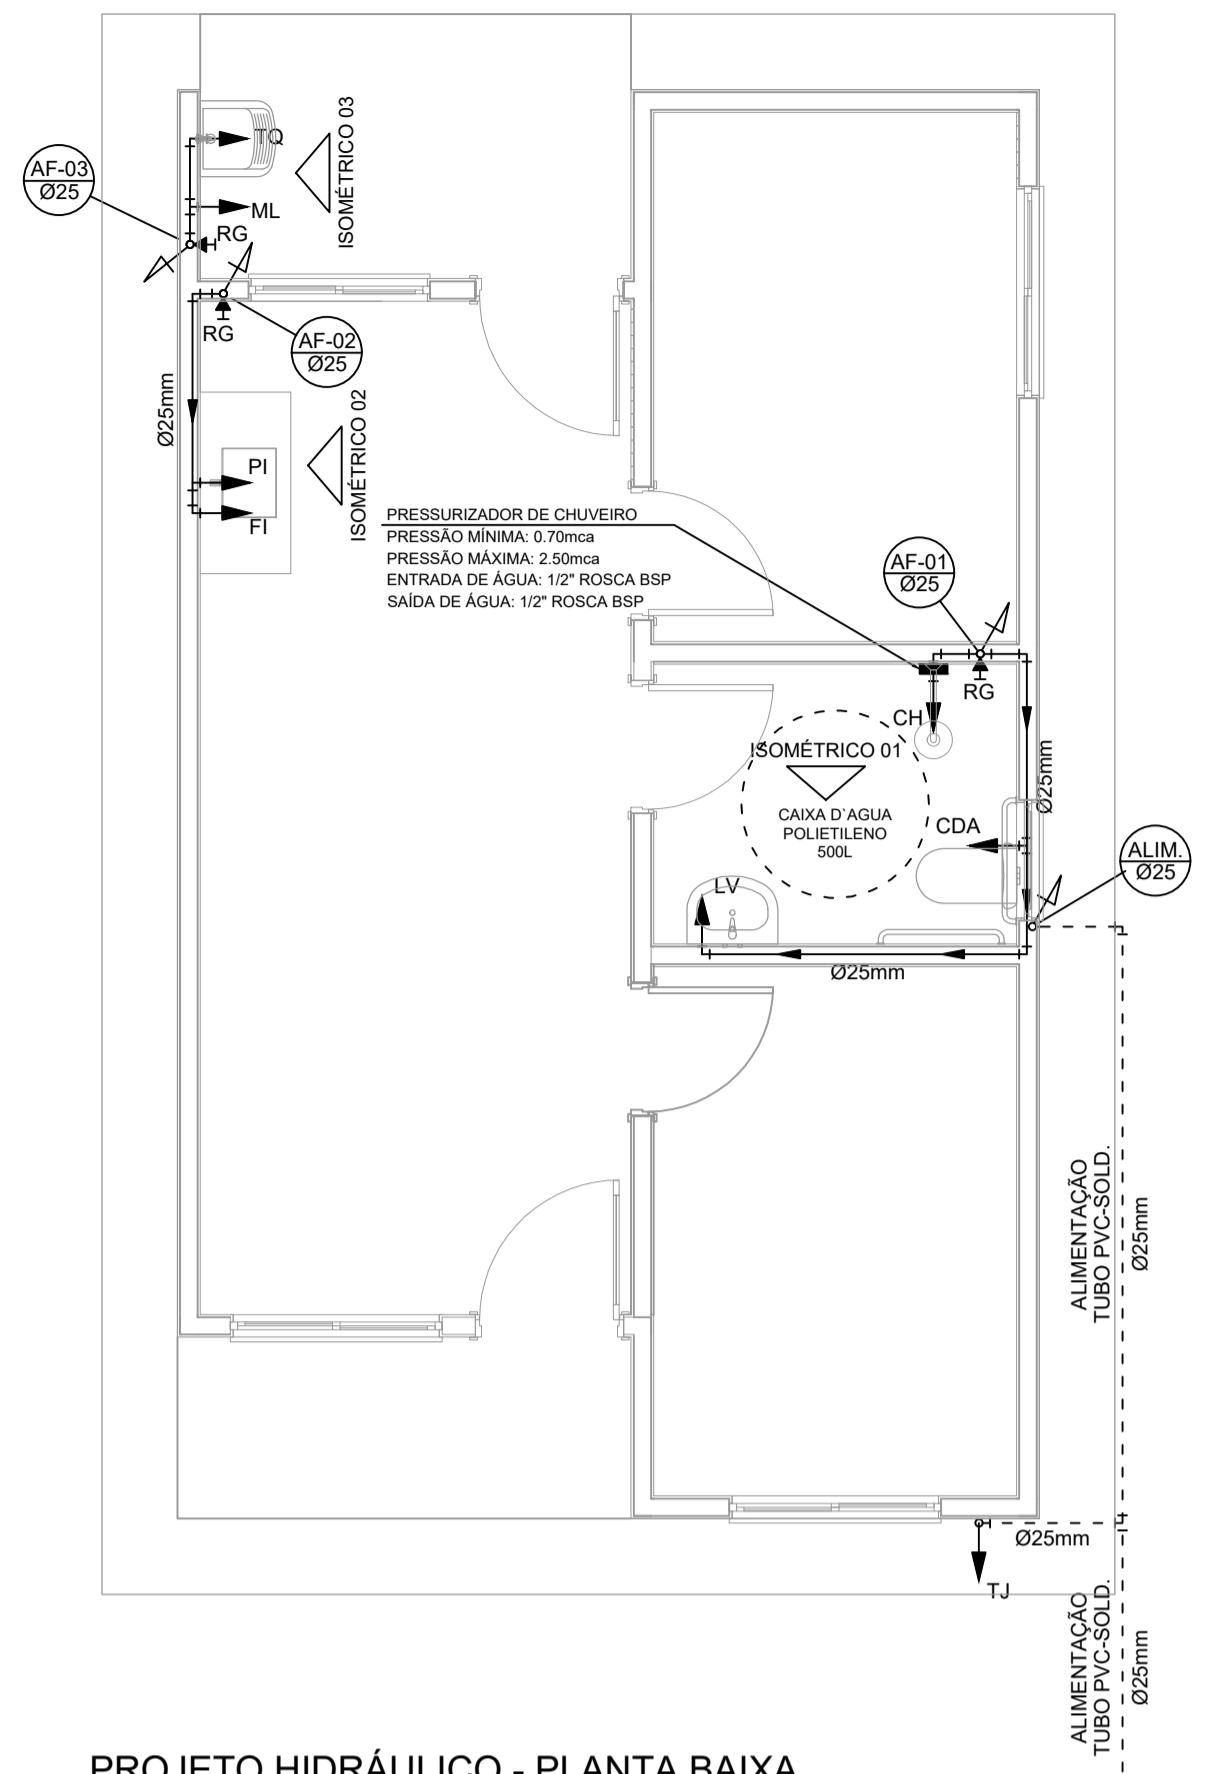 AF-03
Ø25
TQ
ISOMÉTRICO 03
ML
RG
RG
AF-02
Ø25
Ø25mm
ISOMÉTRICO 02
PI
FI
PRESSURIZADOR DE CHUVEIRO
PRESSÃO MÍNIMA: 0.70mca
PRESSÃO MÁXIMA: 2.50mca
ENTRADA DE ÁGUA: 1/2" ROSCA BSP
SAÍDA DE ÁGUA: 1/2" ROSCA BSP
AF-01
Ø25
RG
CH
ISOMÉTRICO 01
CAIXA D`AGUA
POLIETILENO
500L
Ø25mm
CDA
ALIM.
Ø25
LV
Ø25mm
ALIMENTAÇÃO
TUBO PVC-SOLD.
Ø25mm
Ø25mm
TJ
ALIMENTAÇÃO
TUBO PVC-SOLD.
Ø25mm
PROJETO HIDRÁULICO - PLANTA BAIXA